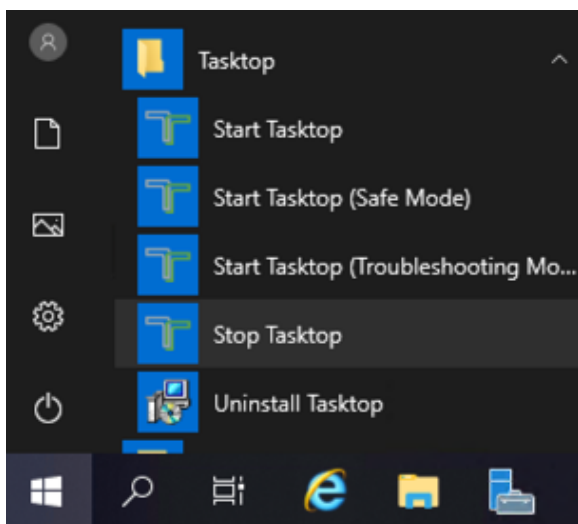 Tasktop
Start Tasktop
Start Tasktop (Safe Mode)
Start Tasktop (Troubleshooting Mo...
Stop Tasktop
Uninstall Tasktop